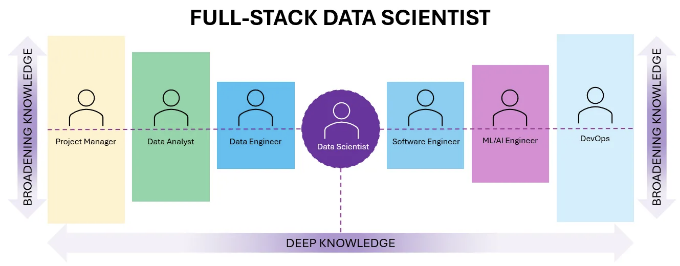 FULL-STACK DATA SCIENTIST
BROADENING KNOWLEDGE
Project Manager
Data Analyst
Data Engineer
Data Scientist
Software Engineer
ML/AI Engineer
DevOps
BROADENING KNOWLEDGE
DEEP KNOWLEDGE